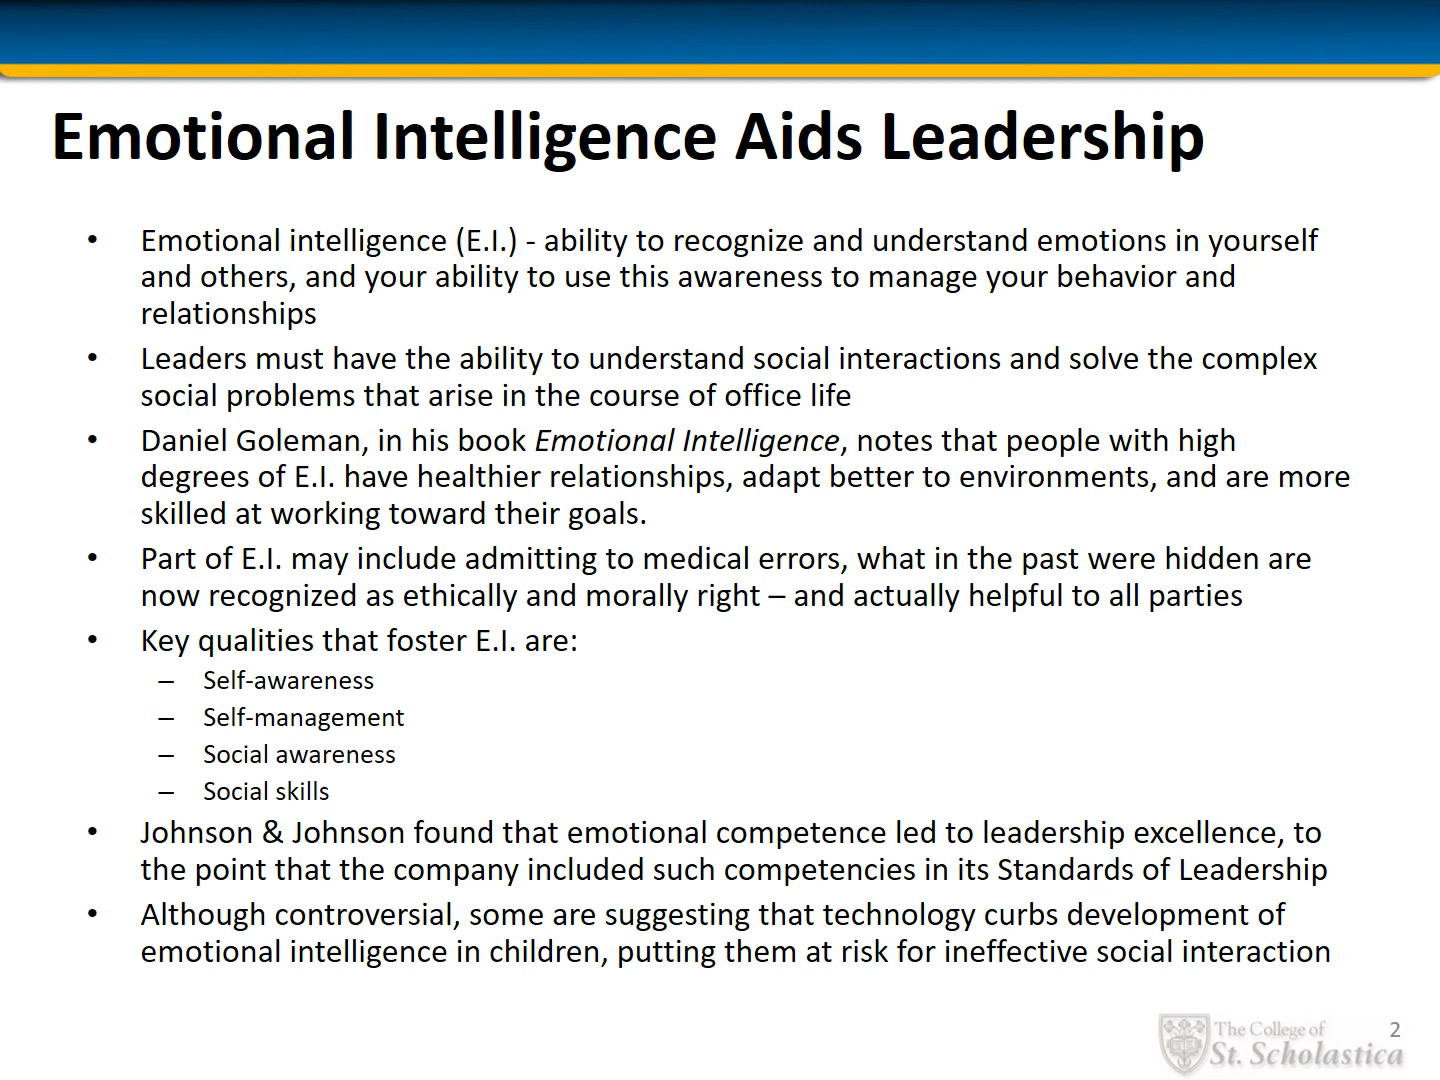 Emotional Intelligence Aids Leadership
• Emotional intelligence (E.I.) - ability to recognize and understand emotions in yourself
and others, and your ability to use this awareness to manage your behavior and
relationships
• Leaders must have the ability to understand social interactions and solve the complex
social problems that arise in the course of office life
• Daniel Goleman, in his book Emotional Intelligence, notes that people with high
degrees of E.I. have healthier relationships, adapt better to environments, and are more
skilled at working toward their goals.
• Part of E.I. may include admitting to medical errors, what in the past were hidden are
now recognized as ethically and morally right – and actually helpful to all parties
• Key qualities that foster E.I. are:
– Self-awareness
– Self-management
– Social awareness
– Social skills
• Johnson & Johnson found that emotional competence led to leadership excellence, to
the point that the company included such competencies in its Standards of Leadership
• Although controversial, some are suggesting that technology curbs development of
emotional intelligence in children, putting them at risk for ineffective social interaction
The College of
St. Scholastica
2